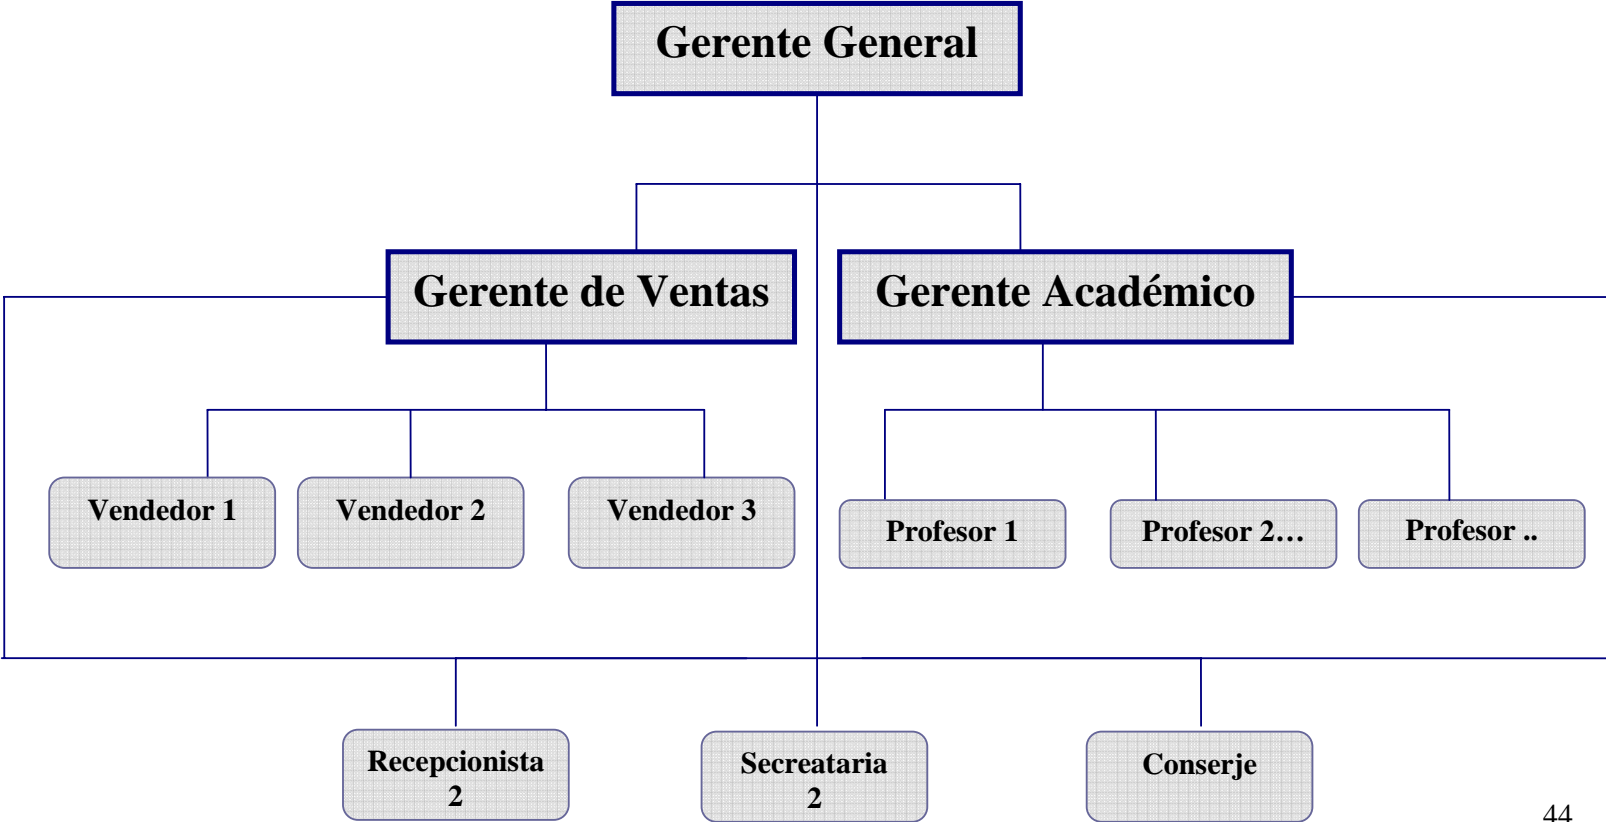 Gerente General
Gerente de Ventas
Gerente Académico
Vendedor 1
Vendedor 2
Vendedor 3
Profesor 1
Profesor 2…
Profesor ..
Recepcionista
2
Secreataria
2
Conserje
44